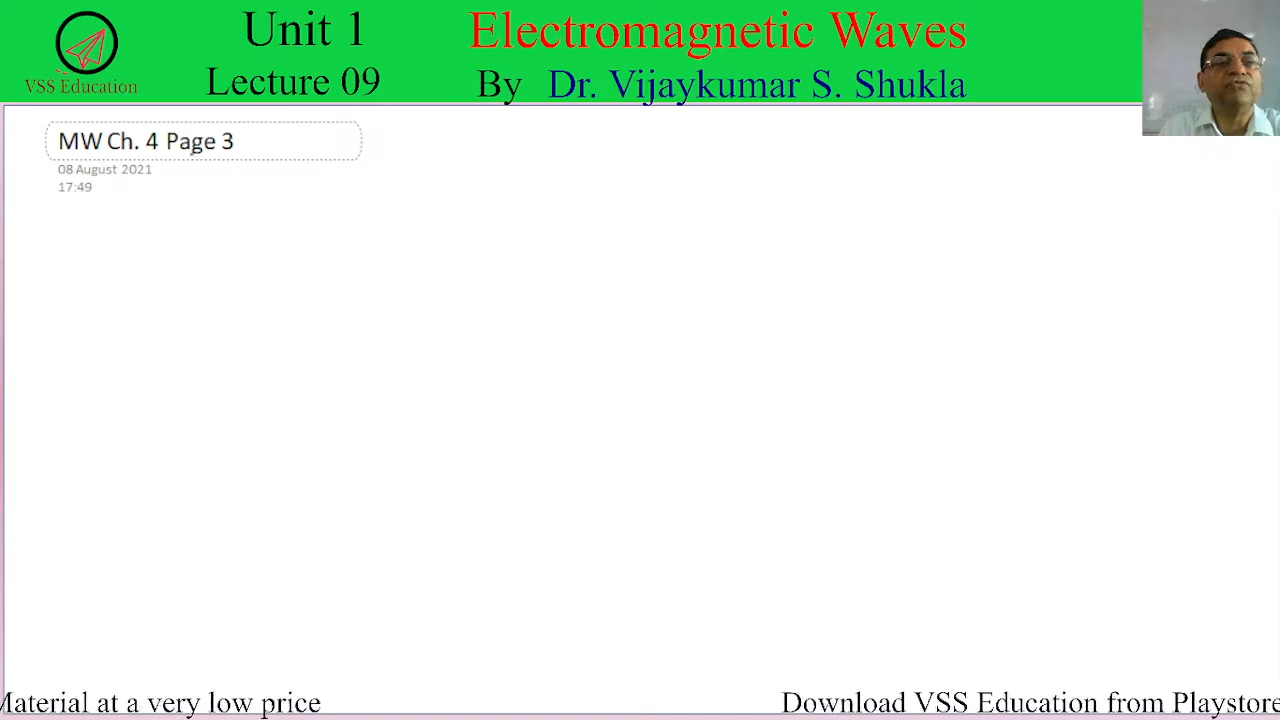 Unit 1
Electromagnetic Waves
VSS Education
Lecture 09
By Dr. Vijaykumar S. Shukla
MW Ch. 4 Page 3
08 August 2021
17:49
Material at a very low price
Download VSS Education from Playstore